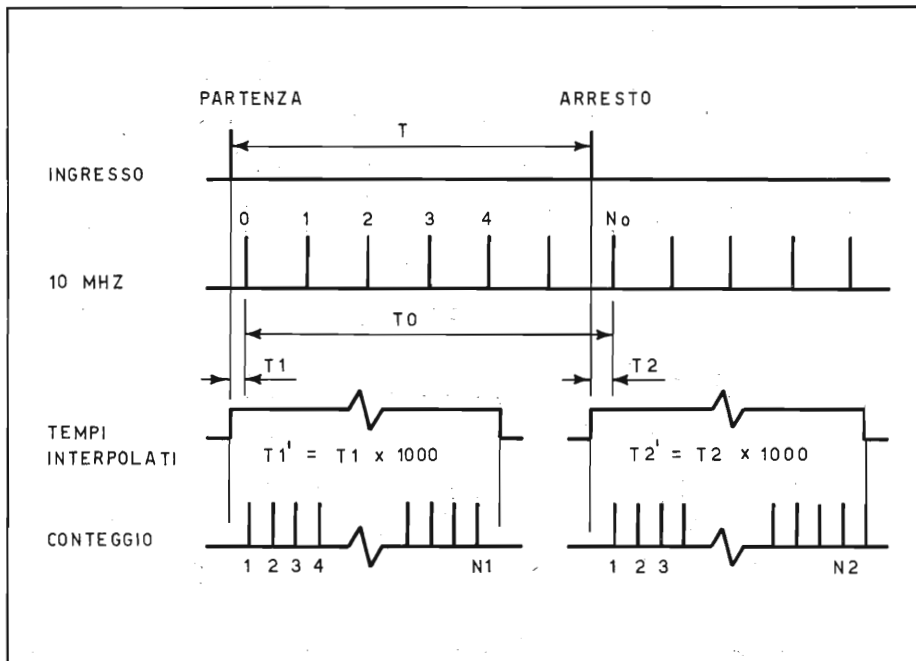 PARTENZA ARRESTO
T
INGRESSO
0 1 2 3 4 No
10 MHZ
T0
T1 T2
TEMPI
INTERPOLATI
T1' = T1 x 1000 T2' = T2 x 1000
CONTEGGIO
1 2 3 4 N1 1 2 3 N2